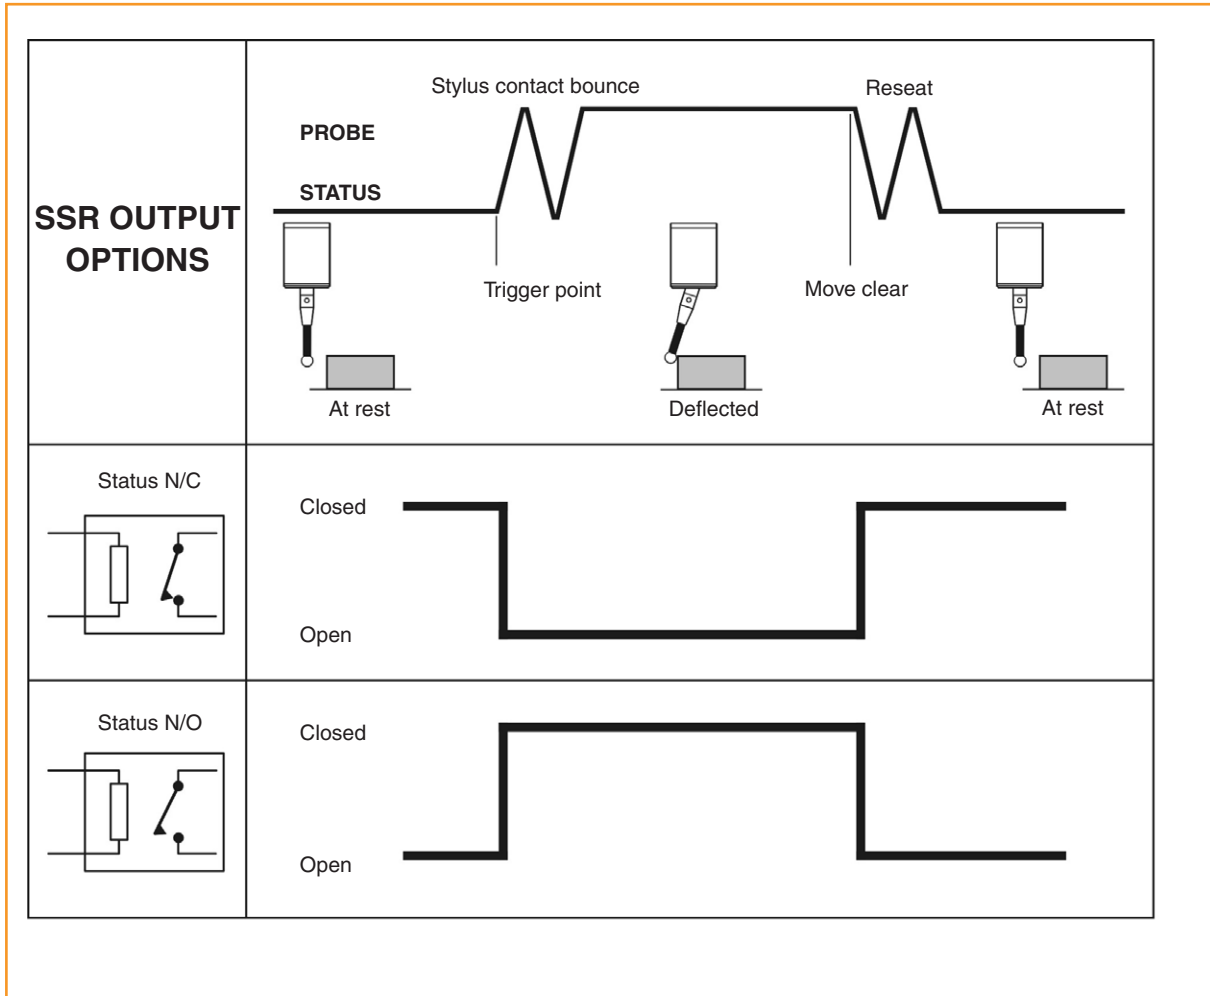 SSR OUTPUT
OPTIONS
Stylus contact bounce
Reseat
PROBE
STATUS
Trigger point
Move clear
At rest
Deflected
At rest
Status N/C
Closed
Open
Status N/O
Closed
Open